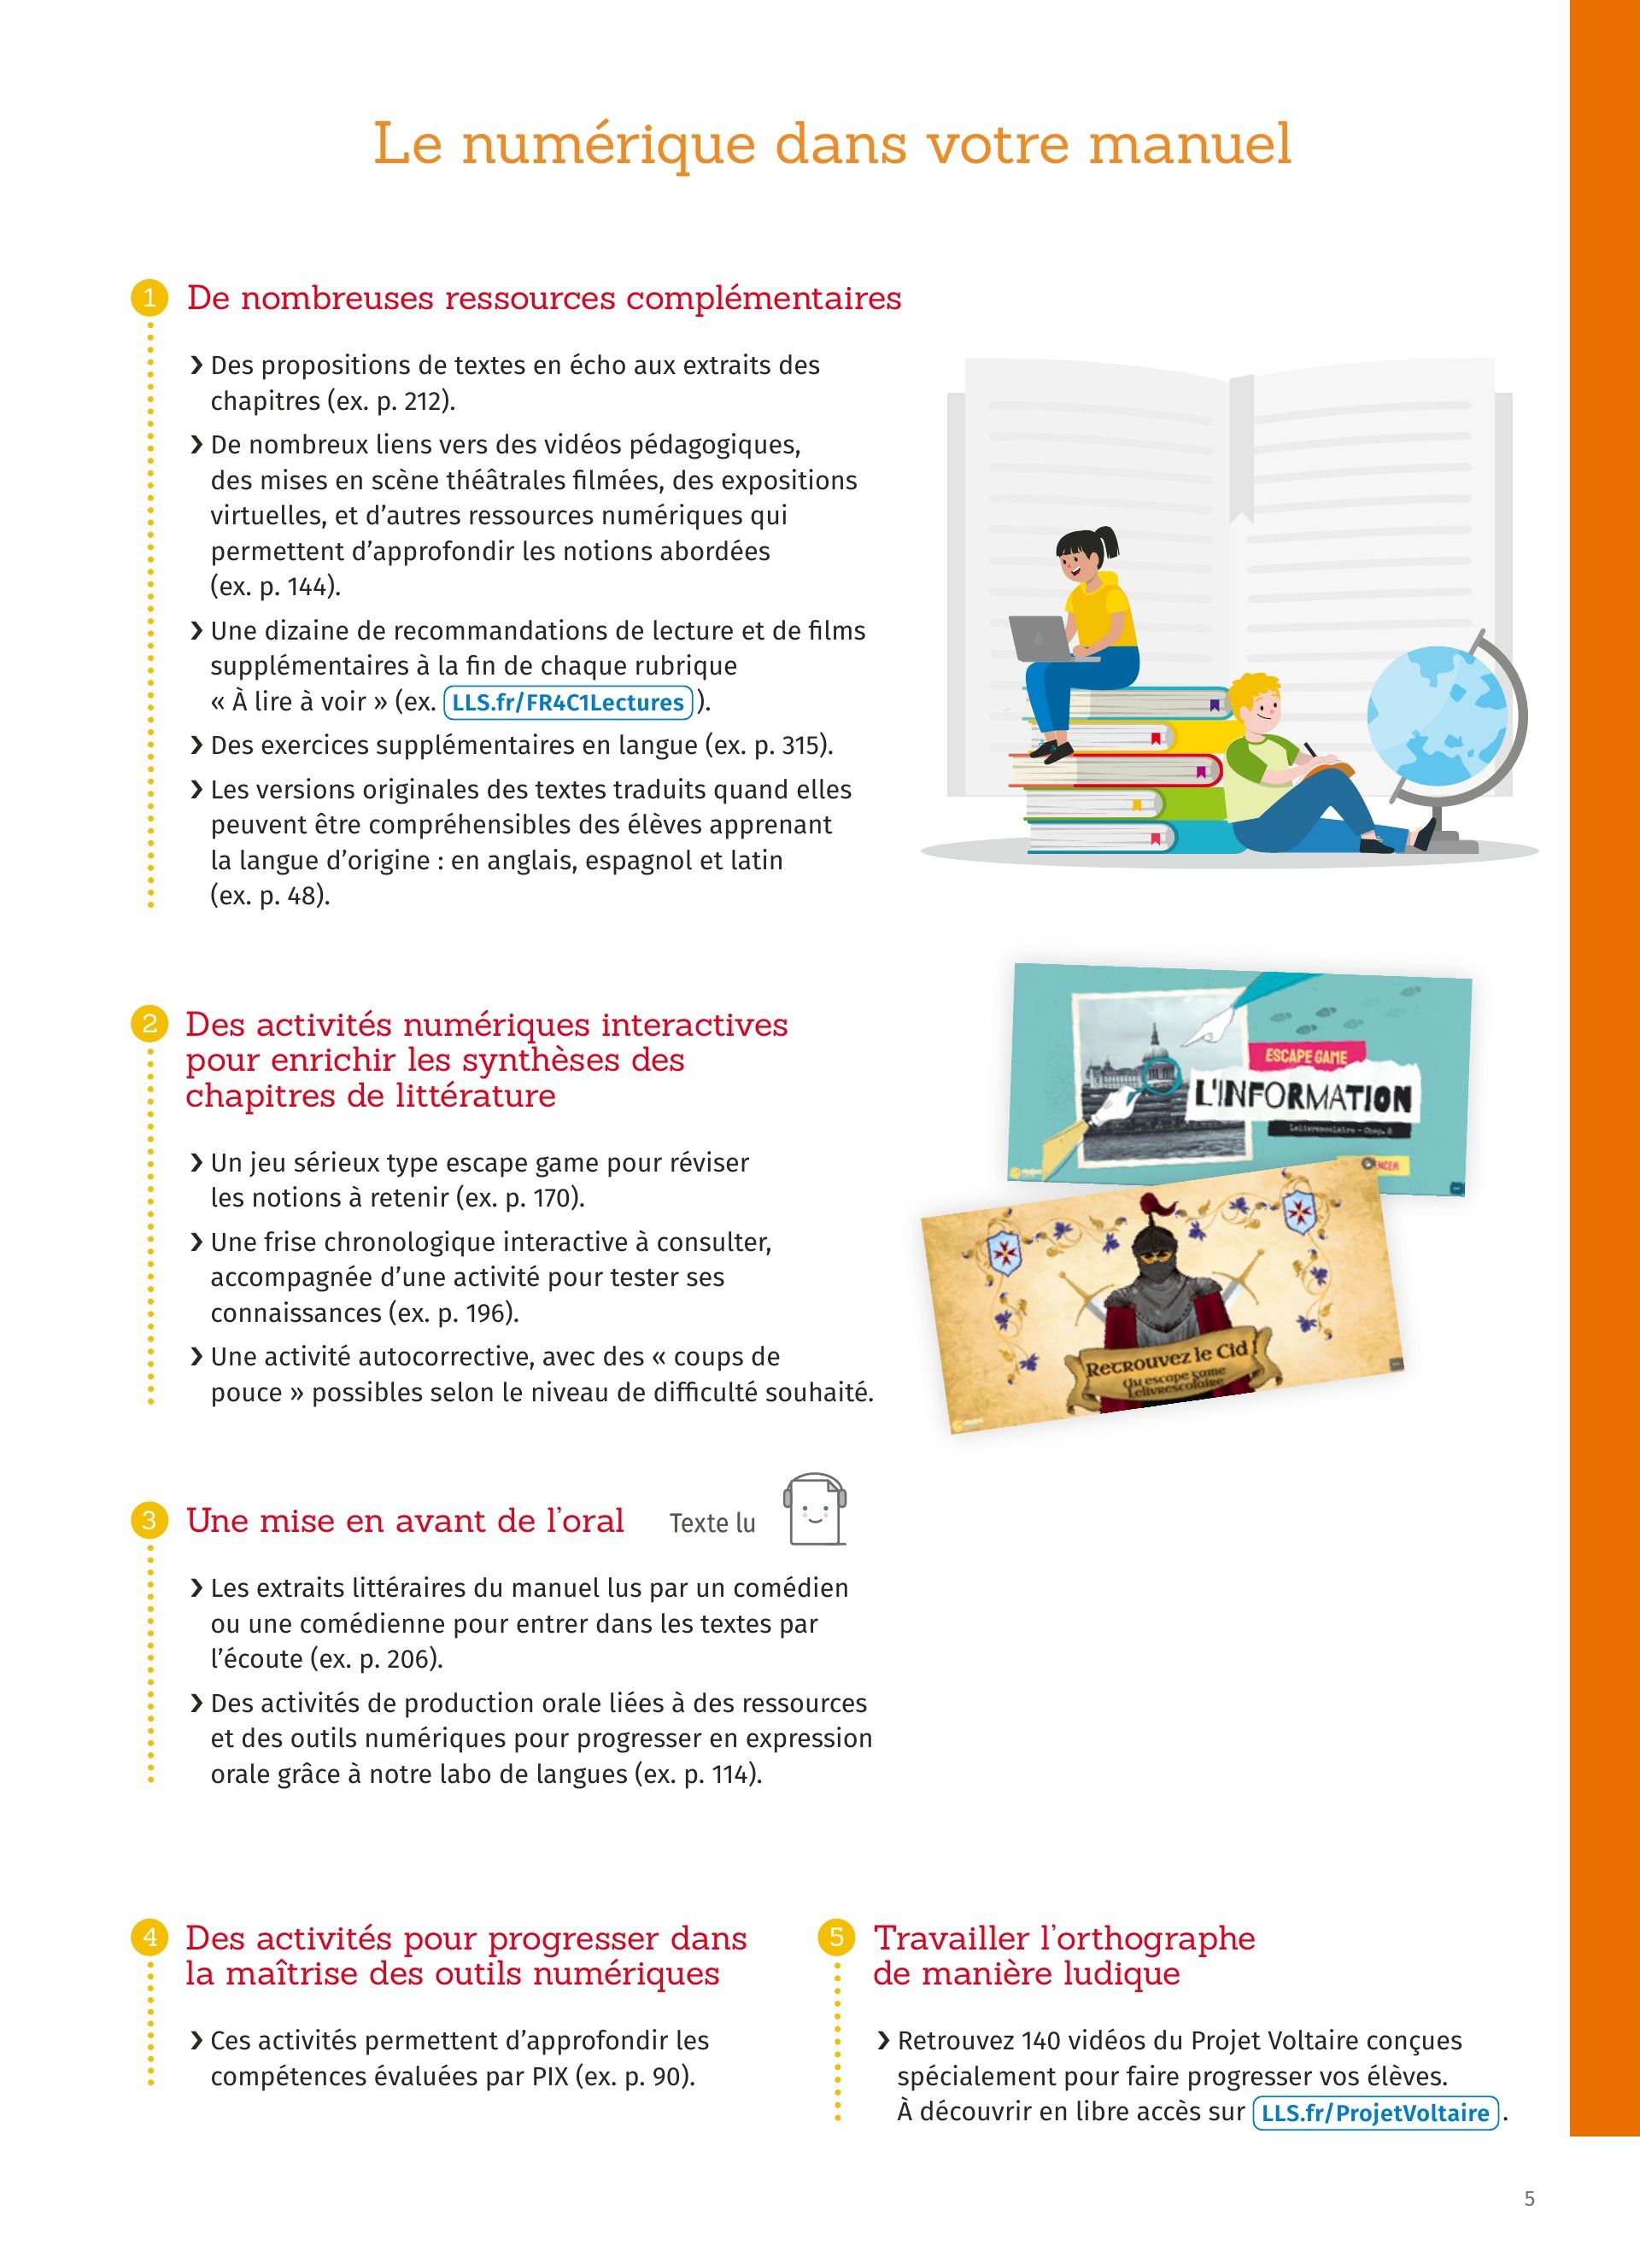 Le numérique dans votre manuel
1 De nombreuses ressources complémentaires
❯ Des propositions de textes en écho aux extraits des
chapitres (ex. p. 212).
❯ De nombreux liens vers des vidéos pédagogiques,
des mises en scène théâtrales filmées, des expositions
virtuelles, et d’autres ressources numériques qui
permettent d’approfondir les notions abordées
(ex. p. 144).
❯ Une dizaine de recommandations de lecture et de films
supplémentaires à la fin de chaque rubrique
« À lire à voir » (ex. LLS.fr/FR4C1Lectures ).
❯ Des exercices supplémentaires en langue (ex. p. 315).
❯ Les versions originales des textes traduits quand elles
peuvent être compréhensibles des élèves apprenant
la langue d’origine : en anglais, espagnol et latin
(ex. p. 48).
2 Des activités numériques interactives
pour enrichir les synthèses des
chapitres de littérature
❯ Un jeu sérieux type escape game pour réviser
les notions à retenir (ex. p. 170).
❯ Une frise chronologique interactive à consulter,
accompagnée d’une activité pour tester ses
connaissances (ex. p. 196).
❯ Une activité autocorrective, avec des « coups de
pouce » possibles selon le niveau de difficulté souhaité.
ESCAPE GAME
L'INFORMATION
Lelivrescolaire - Chap. 8
Retrouvez le Cid !
Un escape game
Lelivrescolaire
3 Une mise en avant de l’oral
Texte lu
❯ Les extraits littéraires du manuel lus par un comédien
ou une comédienne pour entrer dans les textes par
l’écoute (ex. p. 206).
❯ Des activités de production orale liées à des ressources
et des outils numériques pour progresser en expression
orale grâce à notre labo de langues (ex. p. 114).
4 Des activités pour progresser dans
la maîtrise des outils numériques
❯ Ces activités permettent d’approfondir les
compétences évaluées par PIX (ex. p. 90).
5 Travailler l’orthographe
de manière ludique
❯ Retrouvez 140 vidéos du Projet Voltaire conçues
spécialement pour faire progresser vos élèves.
À découvrir en libre accès sur LLS.fr/ProjetVoltaire .
5